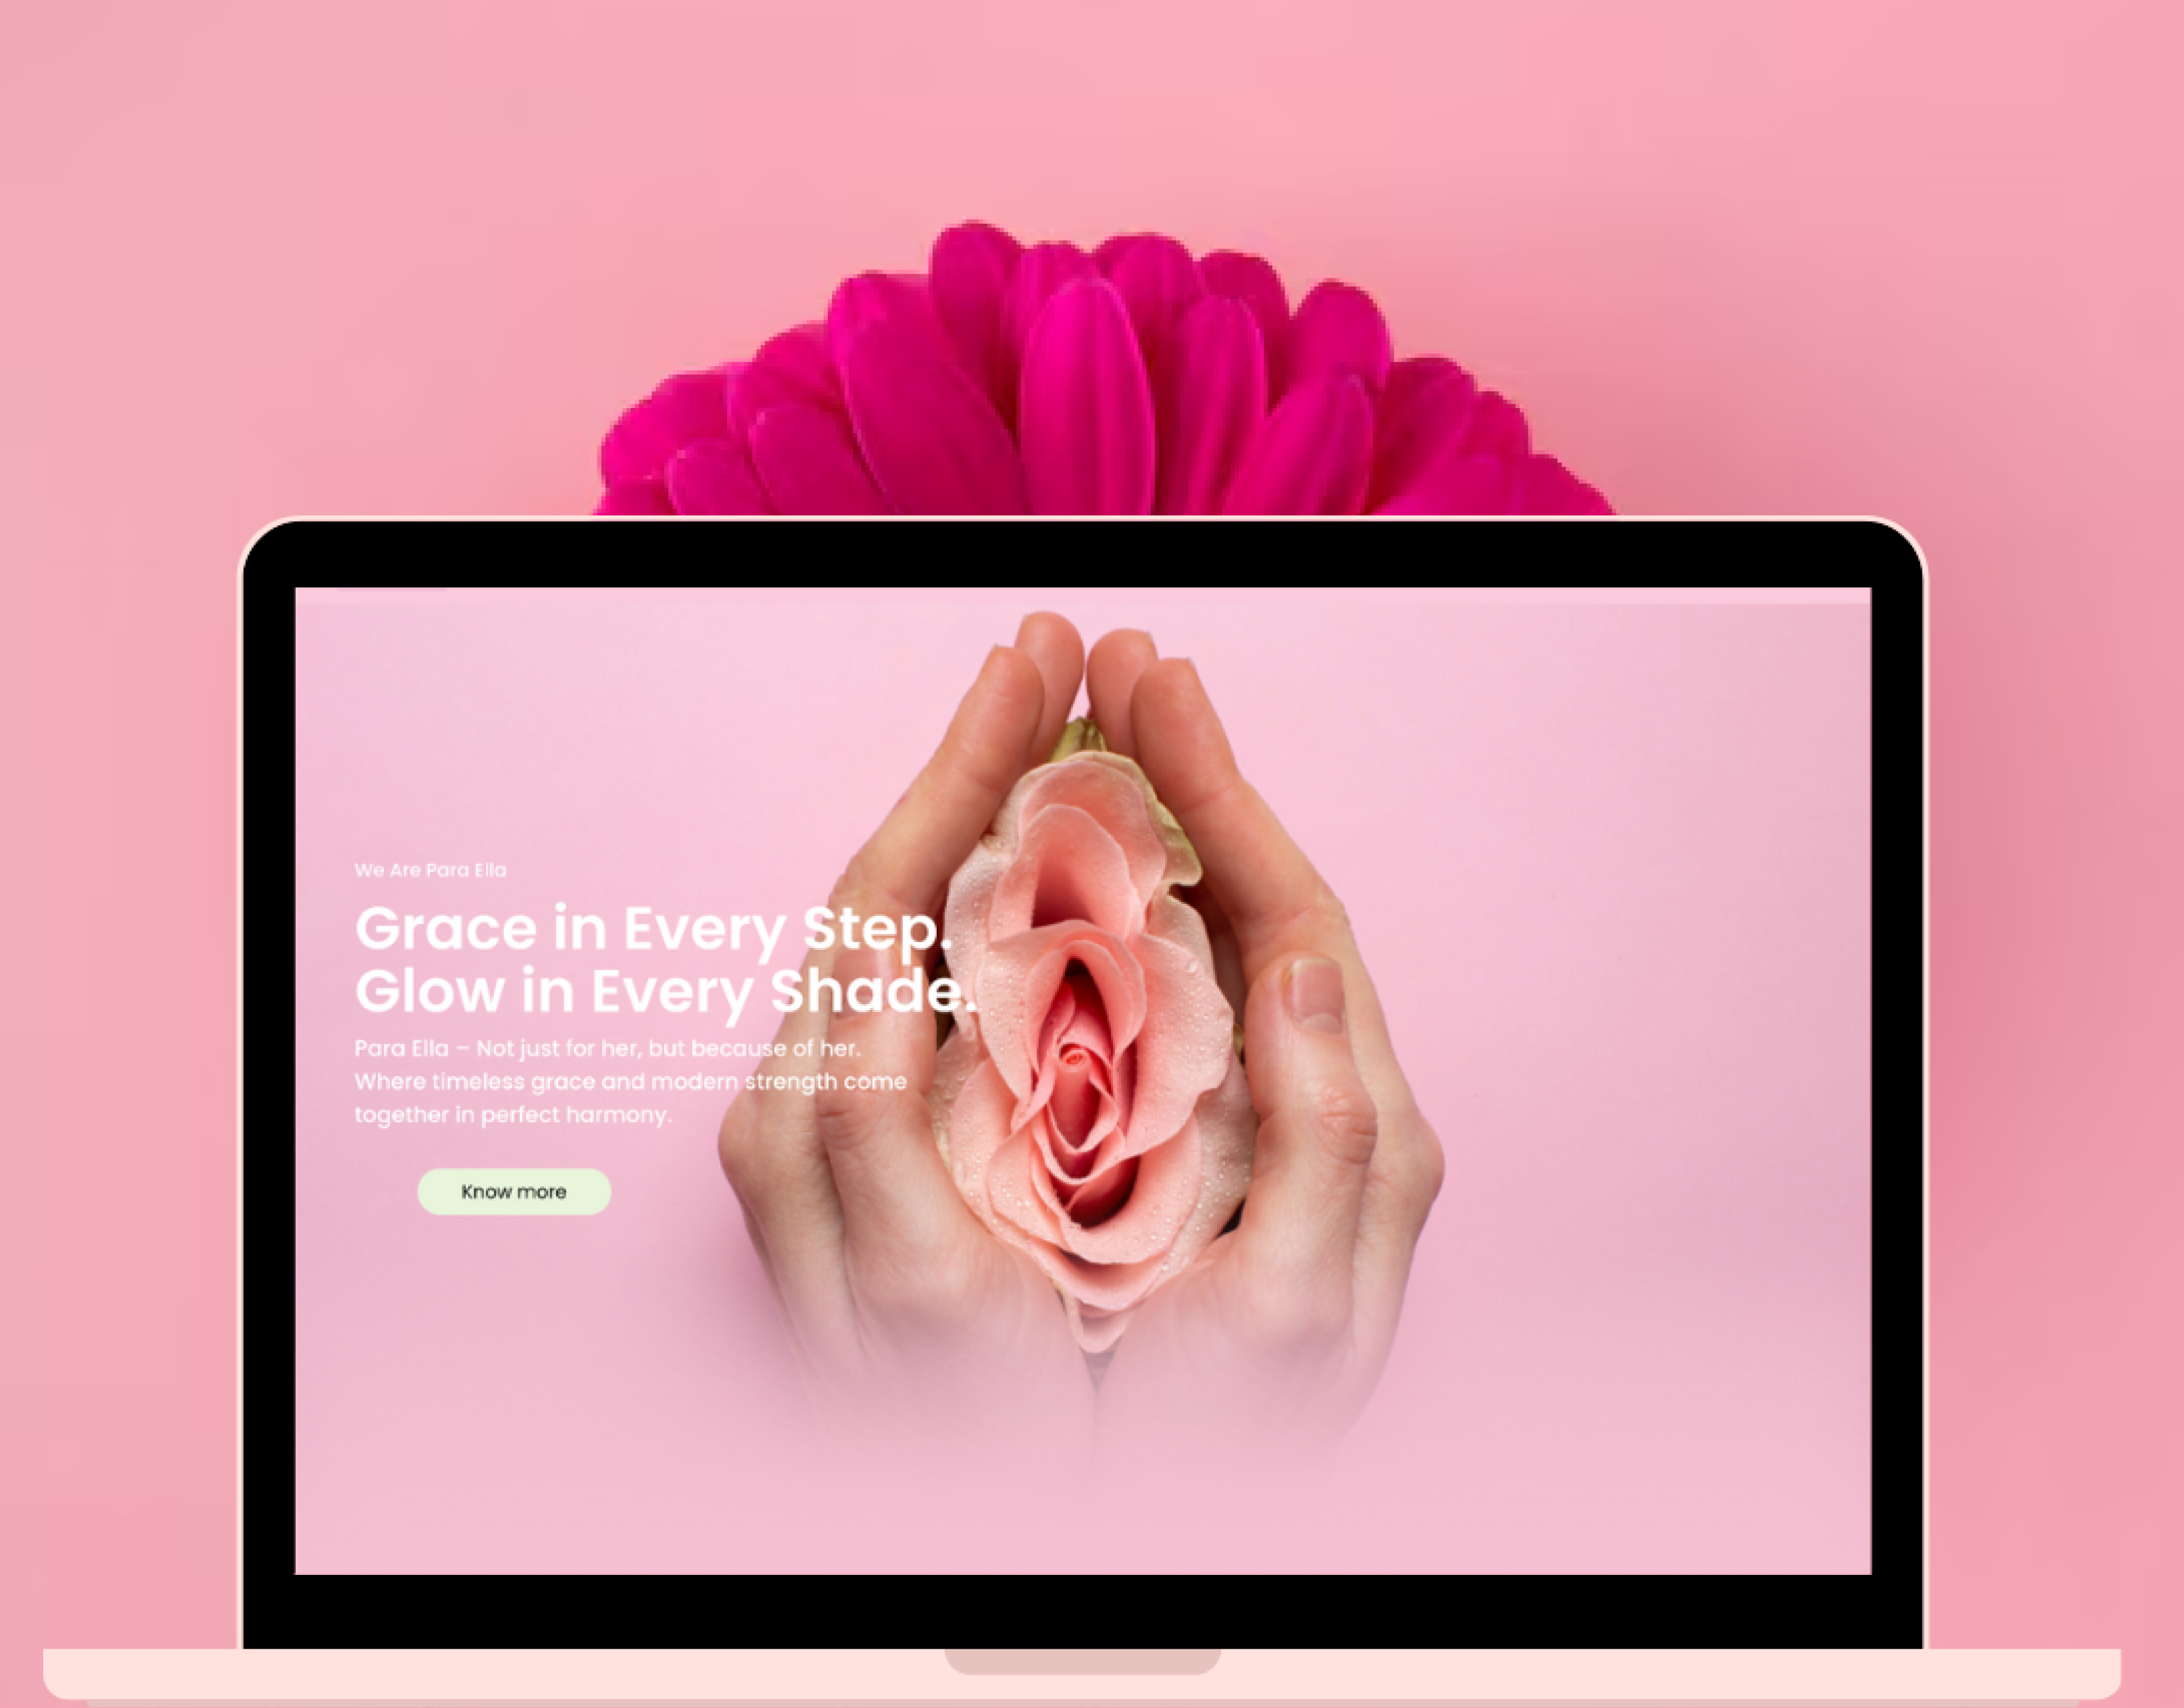 We Are Para Ella
Grace in Every Step.
Glow in Every Shade.
Para Ella – Not just for her, but because of her.
Where timeless grace and modern strength come
together in perfect harmony.
Know more